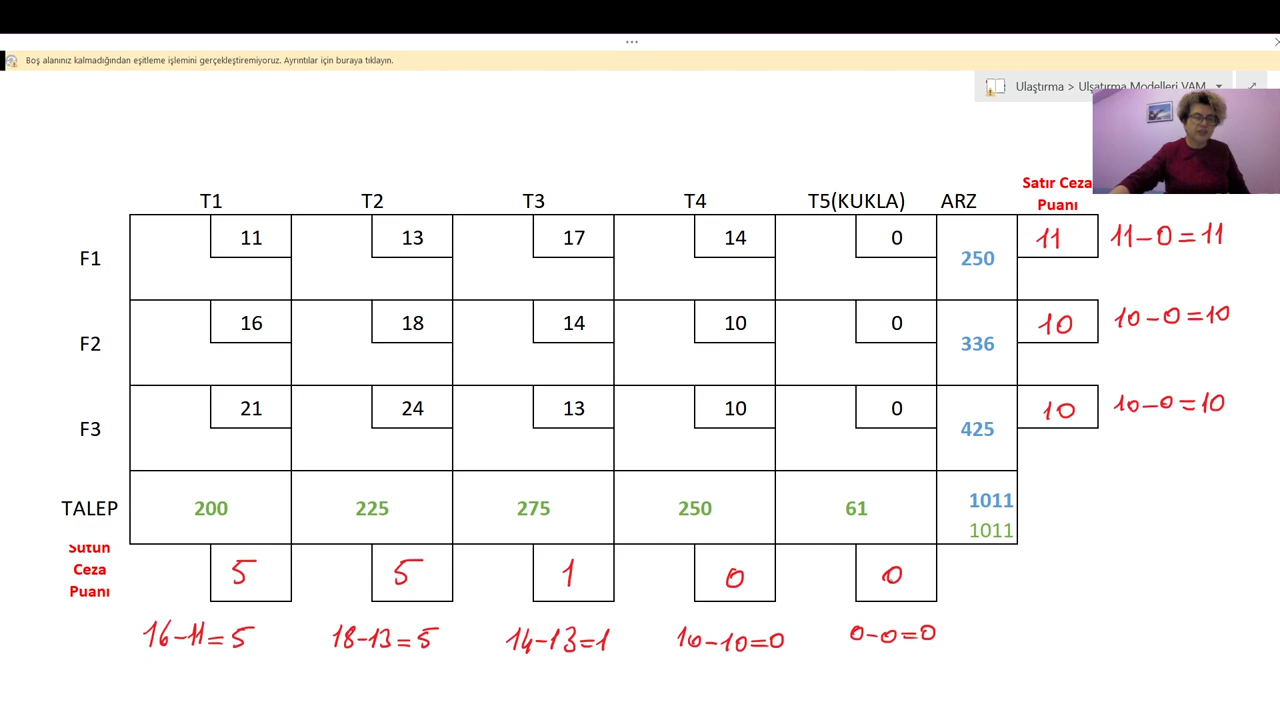 Boş alanınız kalmadığından eşitleme işlemini gerçekleştiremiyoruz. Ayrıntılar için buraya tıklayın.
Ulaştırma > Ulşatırma Modelleri VAM
Satır Ceza
Puanı
T1 T2 T3 T4 T5(KUKLA) ARZ
F1 11 13 17 14 0 250 11 11-0=11
F2 16 18 14 10 0 336 10 10-0=10
F3 21 24 13 10 0 425 10 10-0=10
TALEP 200 225 275 250 61 1011
1011
Sütun
Ceza
Puanı
5 5 1 0 0
16-11=5 18-13=5 14-13=1 10-10=0 0-0=0